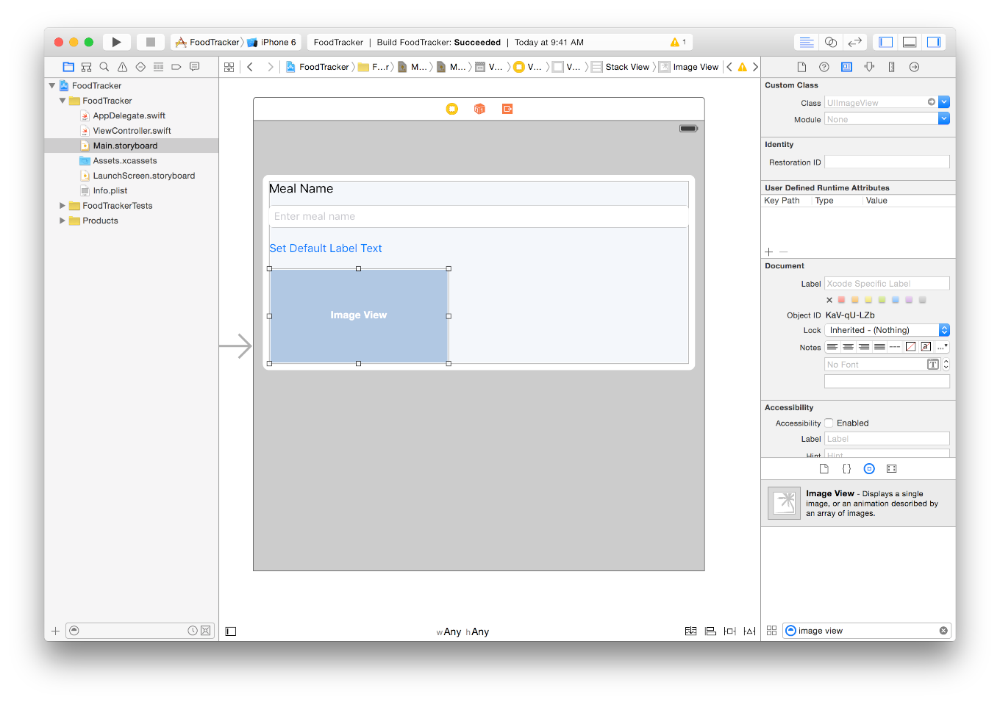 FoodTracker
iPhone 6
FoodTracker | Build FoodTracker: Succeeded | Today at 9:41 AM
1
FoodTracker
F...r
M...
M...
V...
V...
V...
Stack View
Image View
FoodTracker
FoodTracker
AppDelegate.swift
ViewController.swift
Main.storyboard
Assets.xcassets
LaunchScreen.storyboard
Info.plist
FoodTrackerTests
Products
Meal Name
Enter meal name
Set Default Label Text
Image View
wAny hAny
Custom Class
Class UIImageView
Module None
Identity
Restoration ID
User Defined Runtime Attributes
Key Path Type Value
Document
Label Xcode Specific Label
Object ID KaV-qU-LZb
Lock Inherited - (Nothing)
Notes
No Font
Accessibility
Accessibility Enabled
Label Label
Hint Hint
Image View - Displays a single
image, or an animation described by
an array of images.
image view